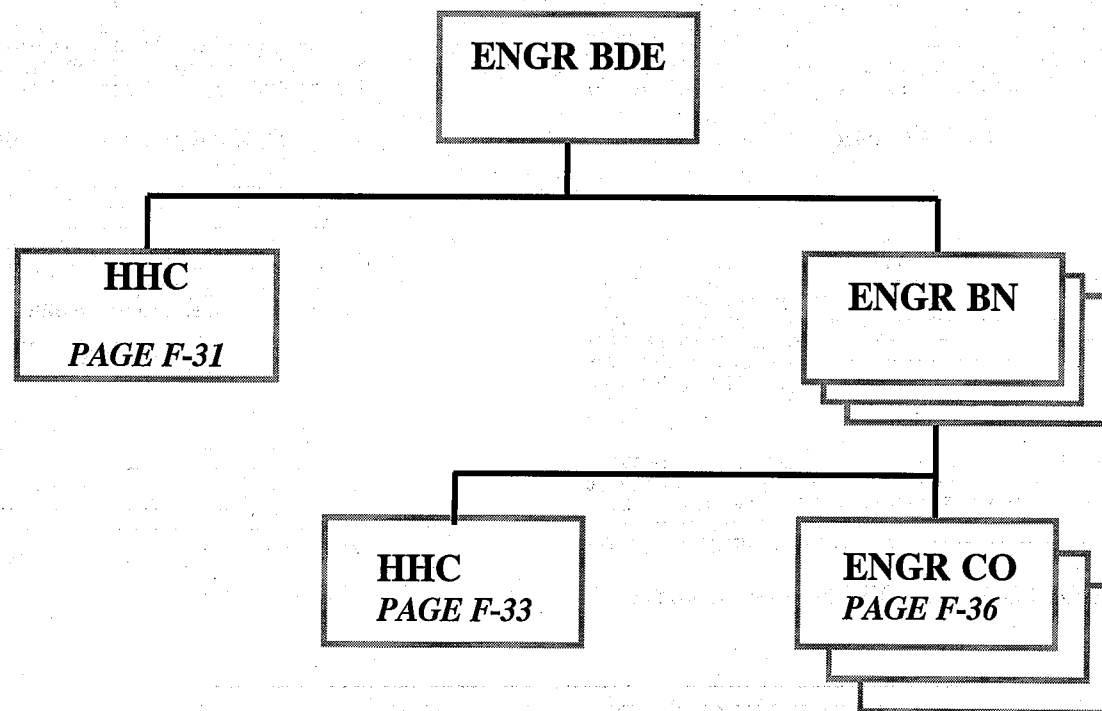 ENGR BDE
HHC
PAGE F-31
ENGR BN
HHC
PAGE F-33
ENGR CO
PAGE F-36